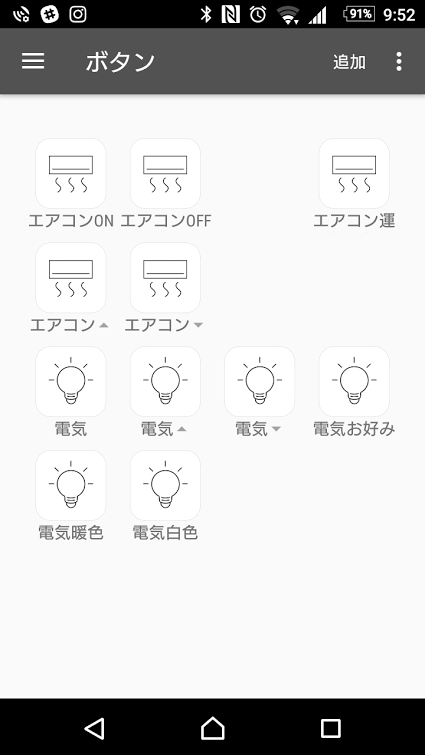 91% 9:52
ボタン 追加
エアコンON エアコンOFF エアコン運
エアコン▲ エアコン▼
電気 電気▲ 電気▼ 電気お好み
電気暖色 電気白色